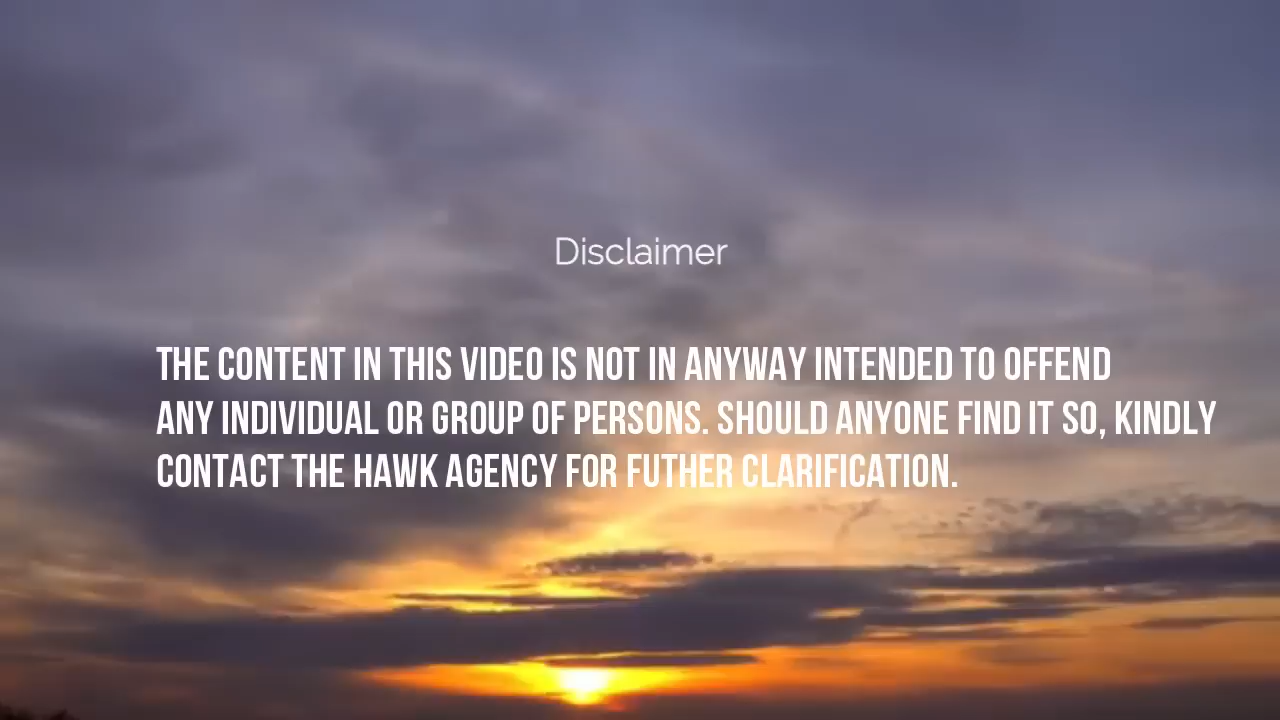 Disclaimer
THE CONTENT IN THIS VIDEO IS NOT IN ANYWAY INTENDED TO OFFEND
ANY INDIVIDUAL OR GROUP OF PERSONS. SHOULD ANYONE FIND IT SO, KINDLY
CONTACT THE HAWK AGENCY FOR FUTHER CLARIFICATION.